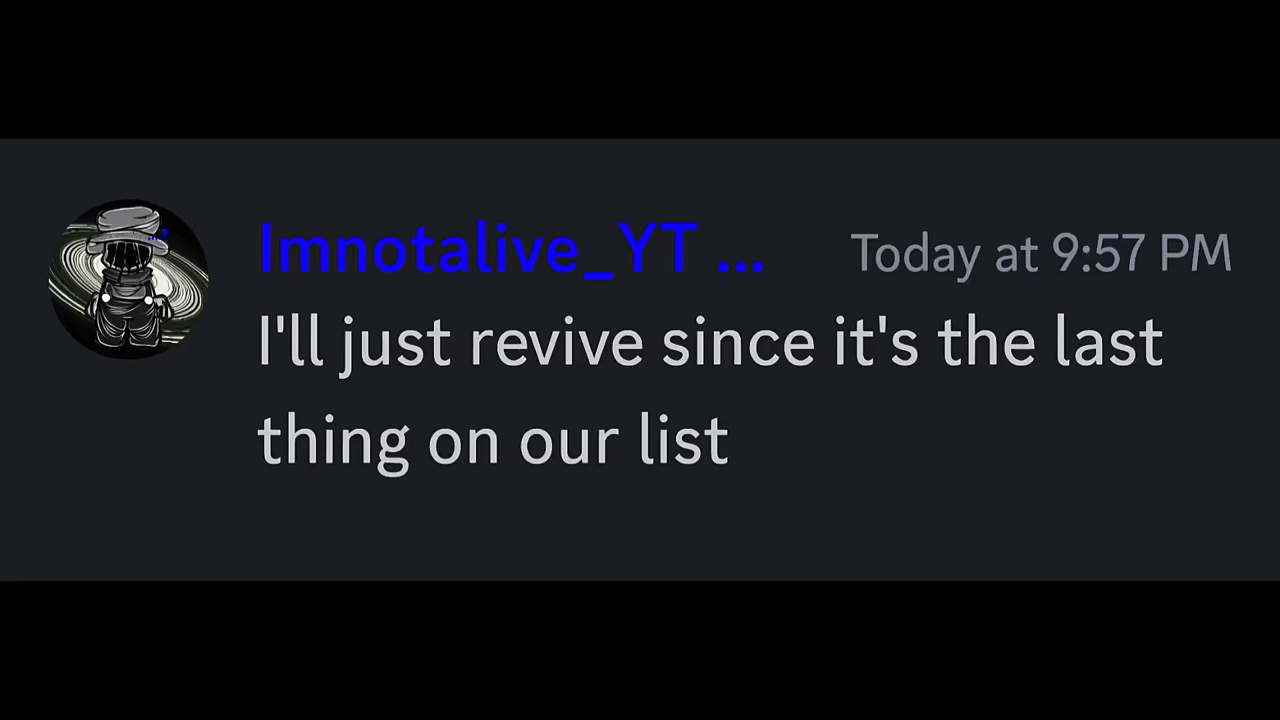 Imnotalive_YT ... Today at 9:57 PM
I'll just revive since it's the last
thing on our list